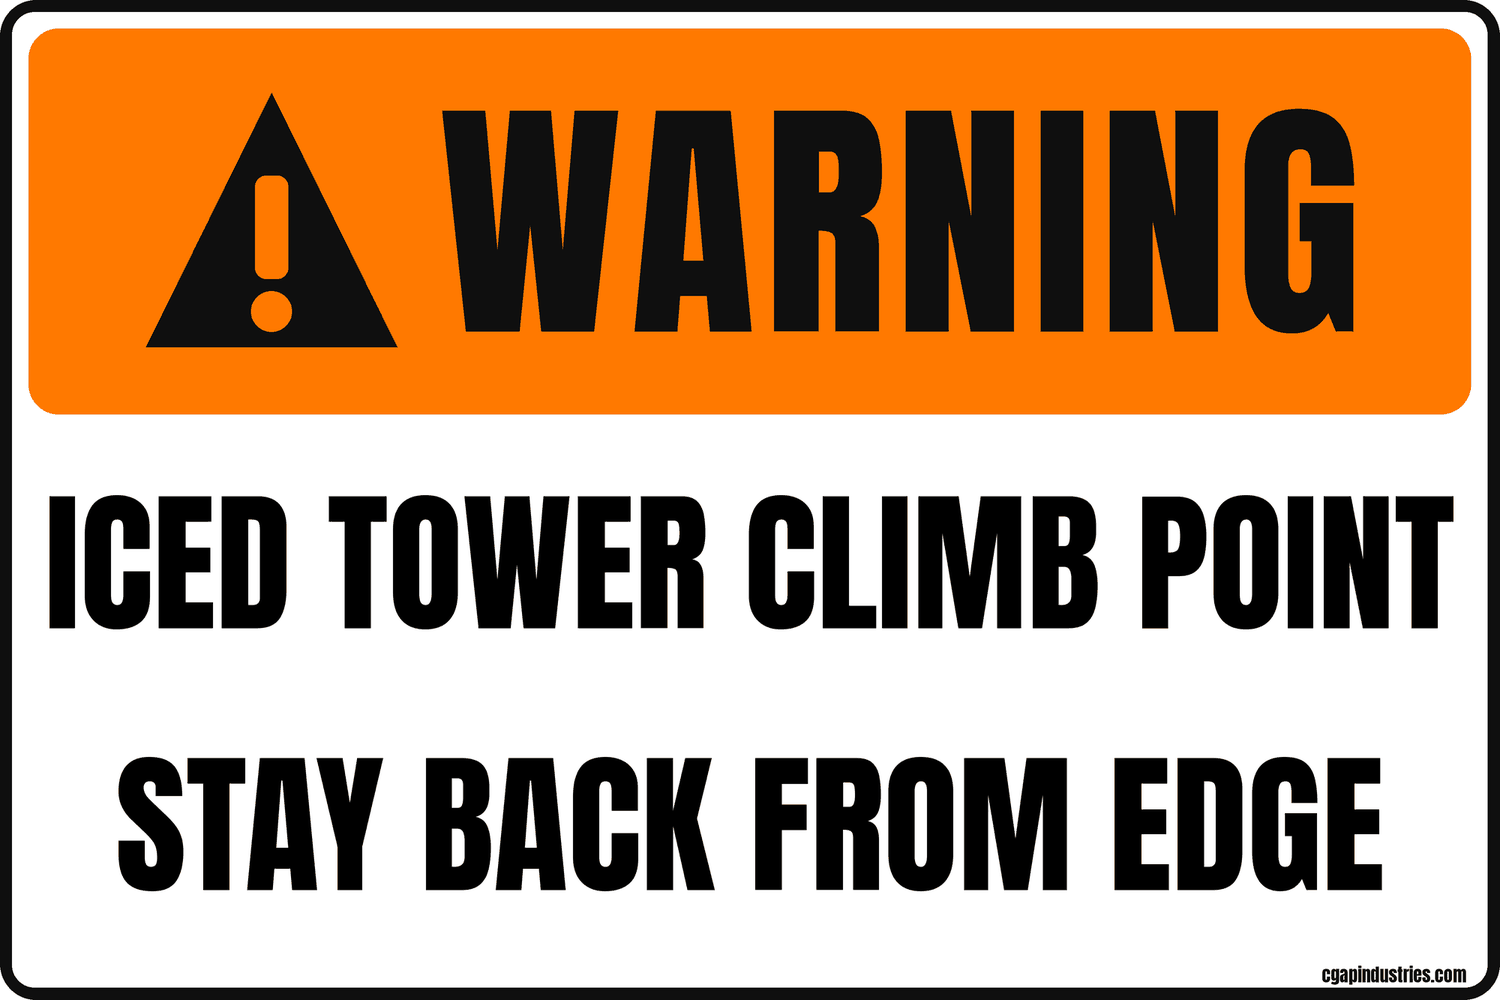 WARNING
ICED TOWER CLIMB POINT
STAY BACK FROM EDGE
cgapindustries.com